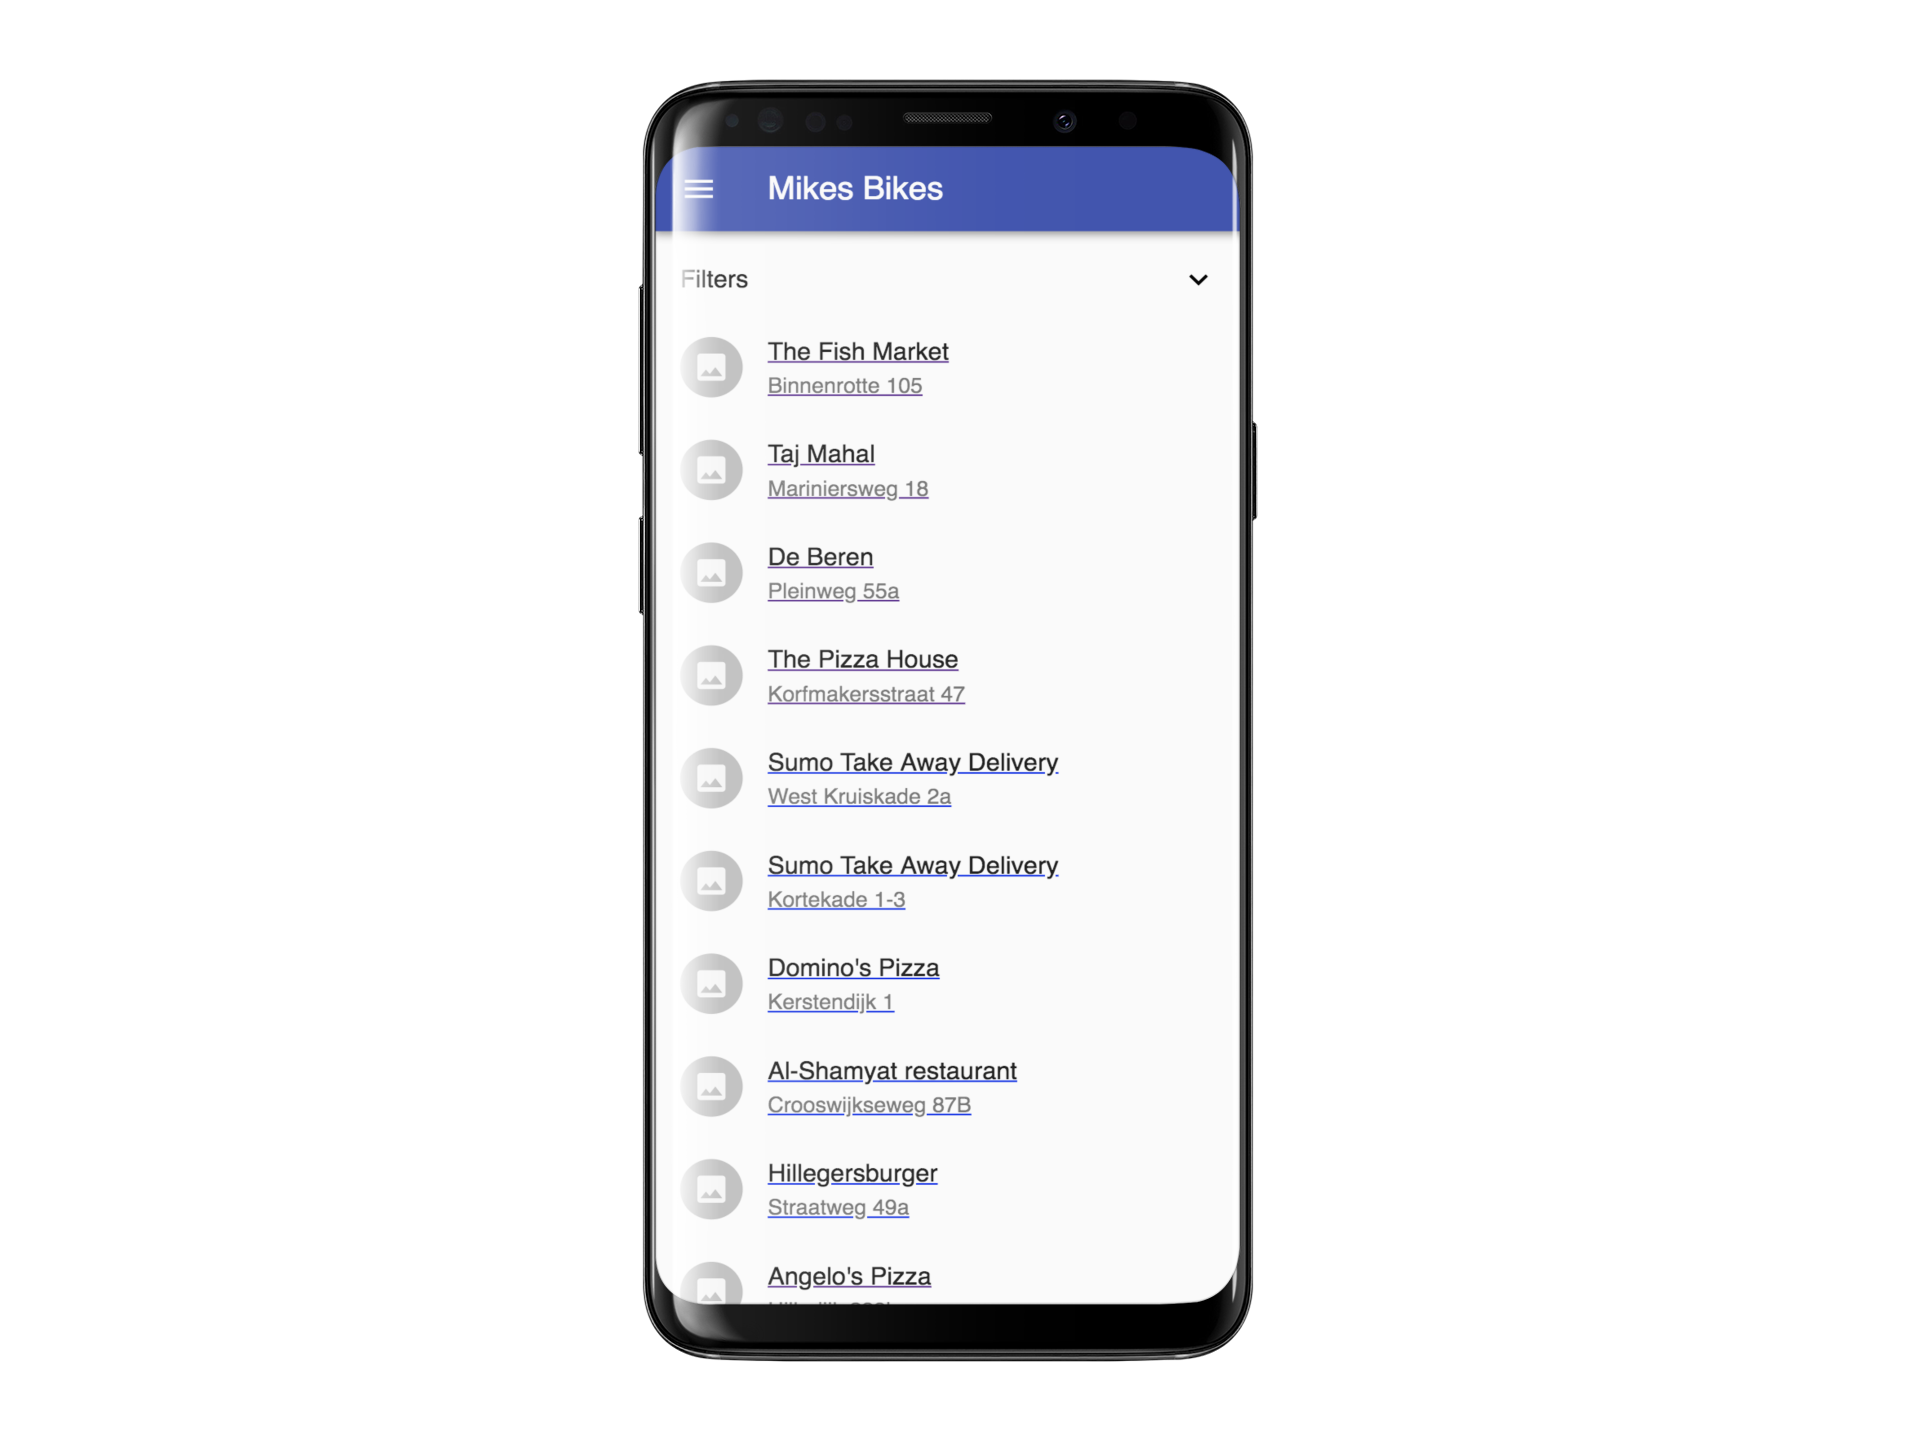 Mikes Bikes
Filters
The Fish Market
Binnenrotte 105
Taj Mahal
Mariniersweg 18
De Beren
Pleinweg 55a
The Pizza House
Korfmakersstraat 47
Sumo Take Away Delivery
West Kruiskade 2a
Sumo Take Away Delivery
Kortekade 1-3
Domino's Pizza
Kerstendijk 1
Al-Shamyat restaurant
Crooswijkseweg 87B
Hillegersburger
Straatweg 49a
Angelo's Pizza